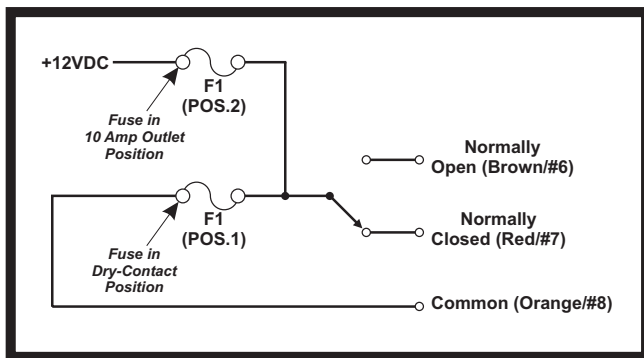 +12VDC
F1
(POS.2)
Fuse in
10 Amp Outlet
Position
Normally
Open (Brown/#6)
F1
(POS.1)
Normally
Closed (Red/#7)
Fuse in
Dry-Contact
Position
Common (Orange/#8)